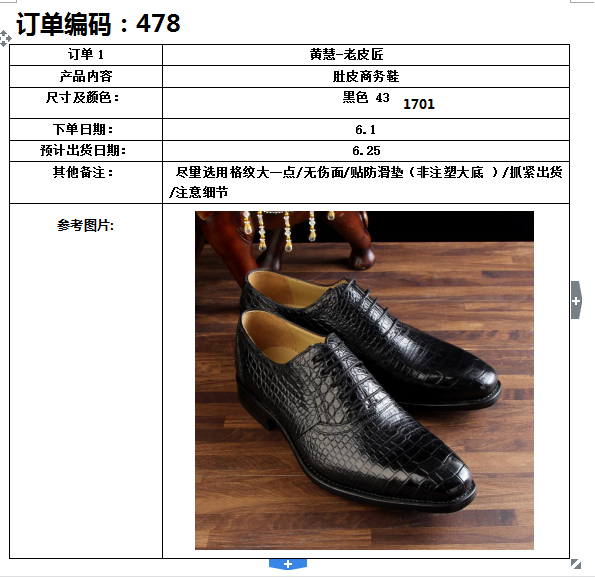 订单编码：478
订单 1
黄慧-老皮匠
产品内容
肚皮商务鞋
尺寸及颜色：
黑色 43
1701
下单日期：
6.1
预计出货日期：
6.25
其他备注：
尽量选用格纹大一点/无伤面/贴防滑垫（非注塑大底 ）/抓紧出货
/注意细节
参考图片: